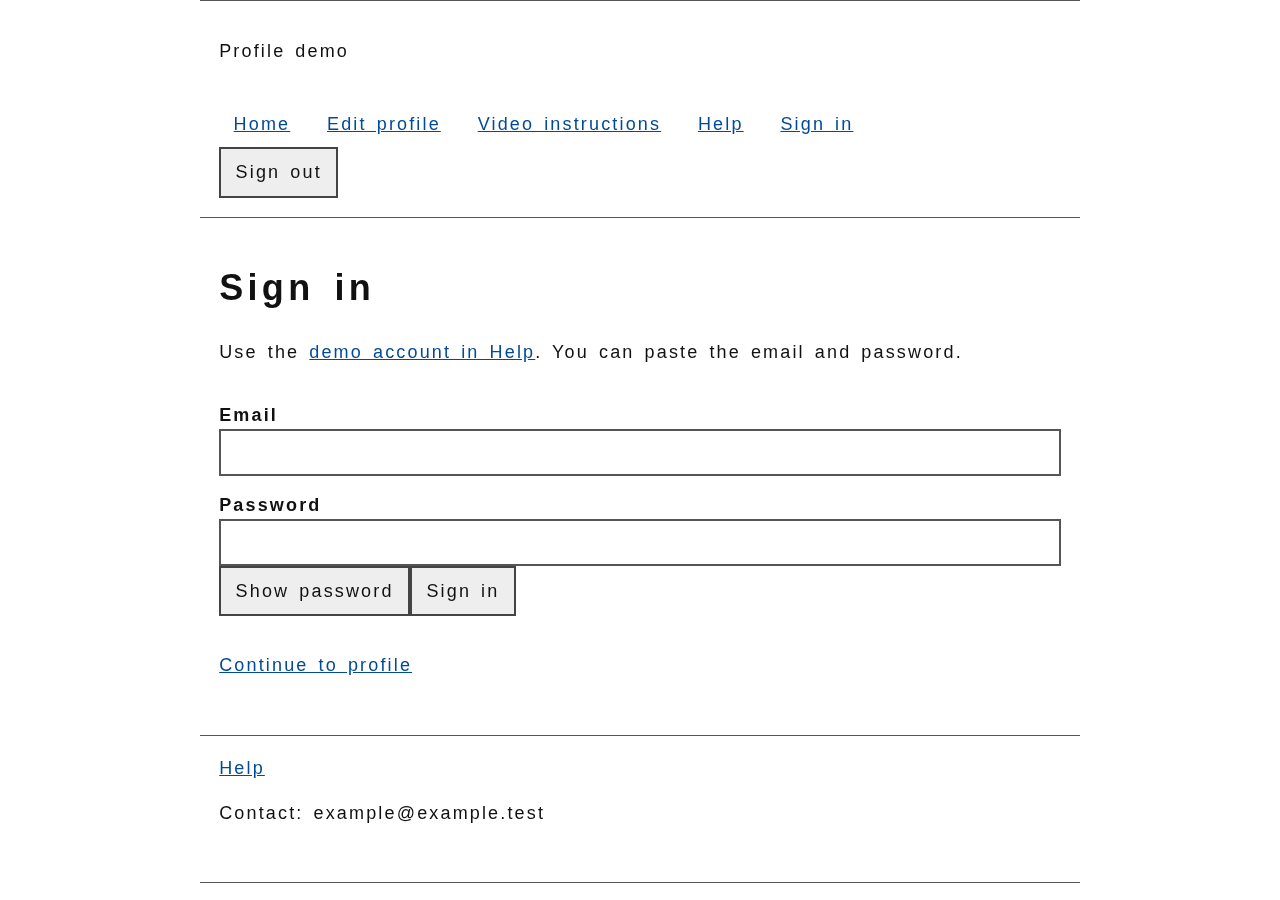 Profile demo
Home Edit profile Video instructions Help Sign in
Sign out
Sign in
Use the demo account in Help. You can paste the email and password.
Email
Password
Show password Sign in
Continue to profile
Help
Contact: example@example.test